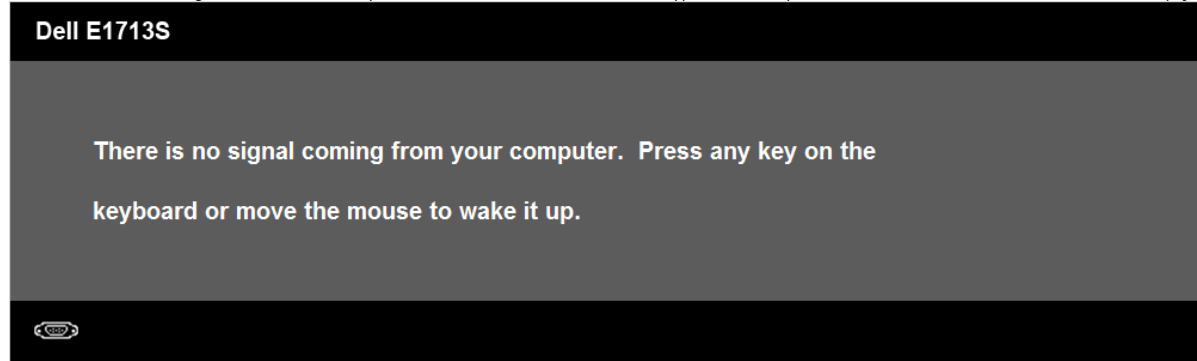 Dell E1713S
There is no signal coming from your computer.  Press any key on the
keyboard or move the mouse to wake it up.